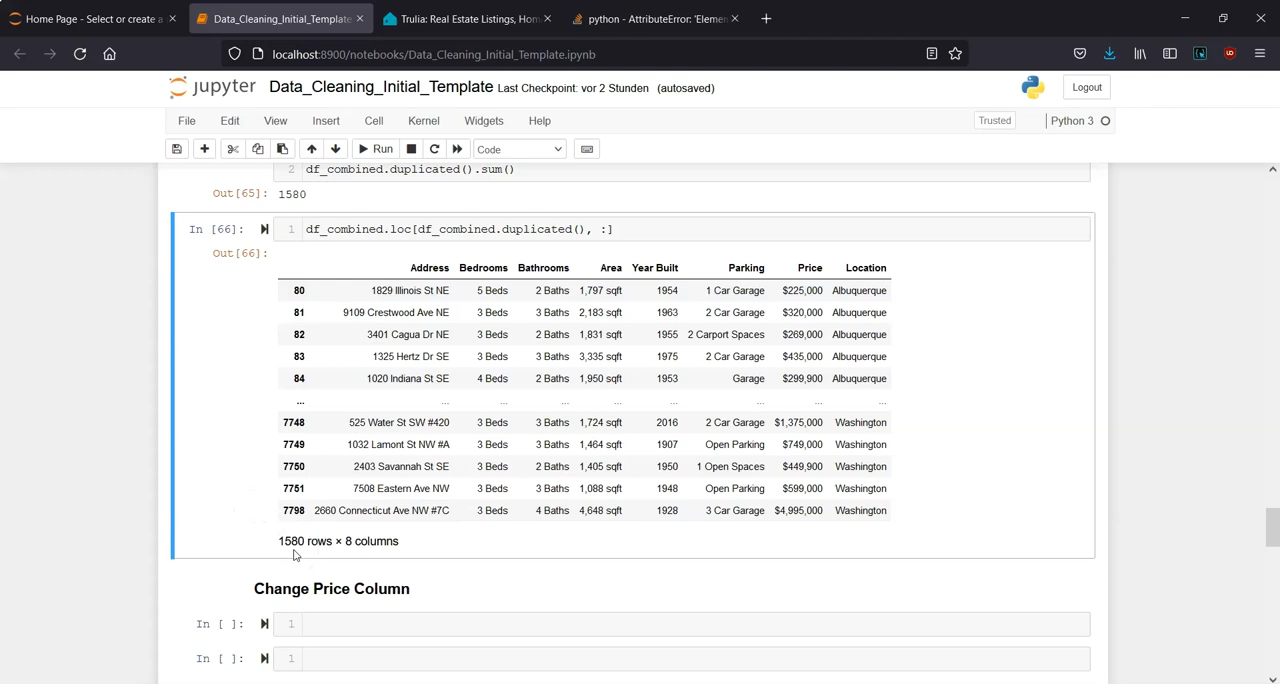 Home Page - Select or create a
Data_Cleaning_Initial_Template
Trulia: Real Estate Listings, Hom
python - AttributeError: 'Elemen
localhost:8900/notebooks/Data_Cleaning_Initial_Template.ipynb
jupyter Data_Cleaning_Initial_Template Last Checkpoint: vor 2 Stunden (autosaved)
Logout
File Edit View Insert Cell Kernel Widgets Help
Trusted Python 3
Run Code
2 df_combined.duplicated().sum()
Out[65]: 1580
In [66]: 1 df_combined.loc[df_combined.duplicated(), :]
Out[66]:
Address Bedrooms Bathrooms Area Year Built Parking Price Location
80 1829 Illinois St NE 5 Beds 2 Baths 1,797 sqft 1954 1 Car Garage $225,000 Albuquerque
81 9109 Crestwood Ave NE 3 Beds 3 Baths 2,183 sqft 1963 2 Car Garage $320,000 Albuquerque
82 3401 Cagua Dr NE 3 Beds 2 Baths 1,831 sqft 1955 2 Carport Spaces $269,000 Albuquerque
83 1325 Hertz Dr SE 3 Beds 3 Baths 3,335 sqft 1975 2 Car Garage $435,000 Albuquerque
84 1020 Indiana St SE 4 Beds 2 Baths 1,950 sqft 1953 Garage $299,900 Albuquerque
... ... ... ... ... ... ... ... ...
7748 525 Water St SW #420 3 Beds 3 Baths 1,724 sqft 2016 2 Car Garage $1,375,000 Washington
7749 1032 Lamont St NW #A 3 Beds 3 Baths 1,464 sqft 1907 Open Parking $749,000 Washington
7750 2403 Savannah St SE 3 Beds 2 Baths 1,405 sqft 1950 1 Open Spaces $449,900 Washington
7751 7508 Eastern Ave NW 3 Beds 3 Baths 1,088 sqft 1948 Open Parking $599,000 Washington
7798 2660 Connecticut Ave NW #7C 3 Beds 4 Baths 4,648 sqft 1928 3 Car Garage $4,995,000 Washington
1580 rows × 8 columns
Change Price Column
In [ ]: 1
In [ ]: 1